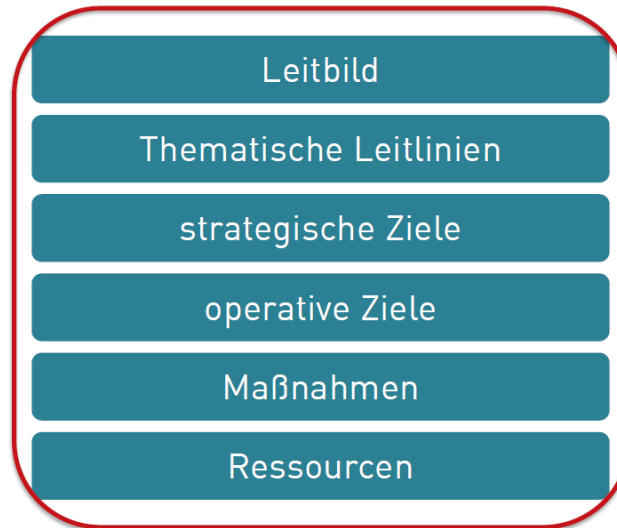 Leitbild
Thematische Leitlinien
strategische Ziele
operative Ziele
Maßnahmen
Ressourcen